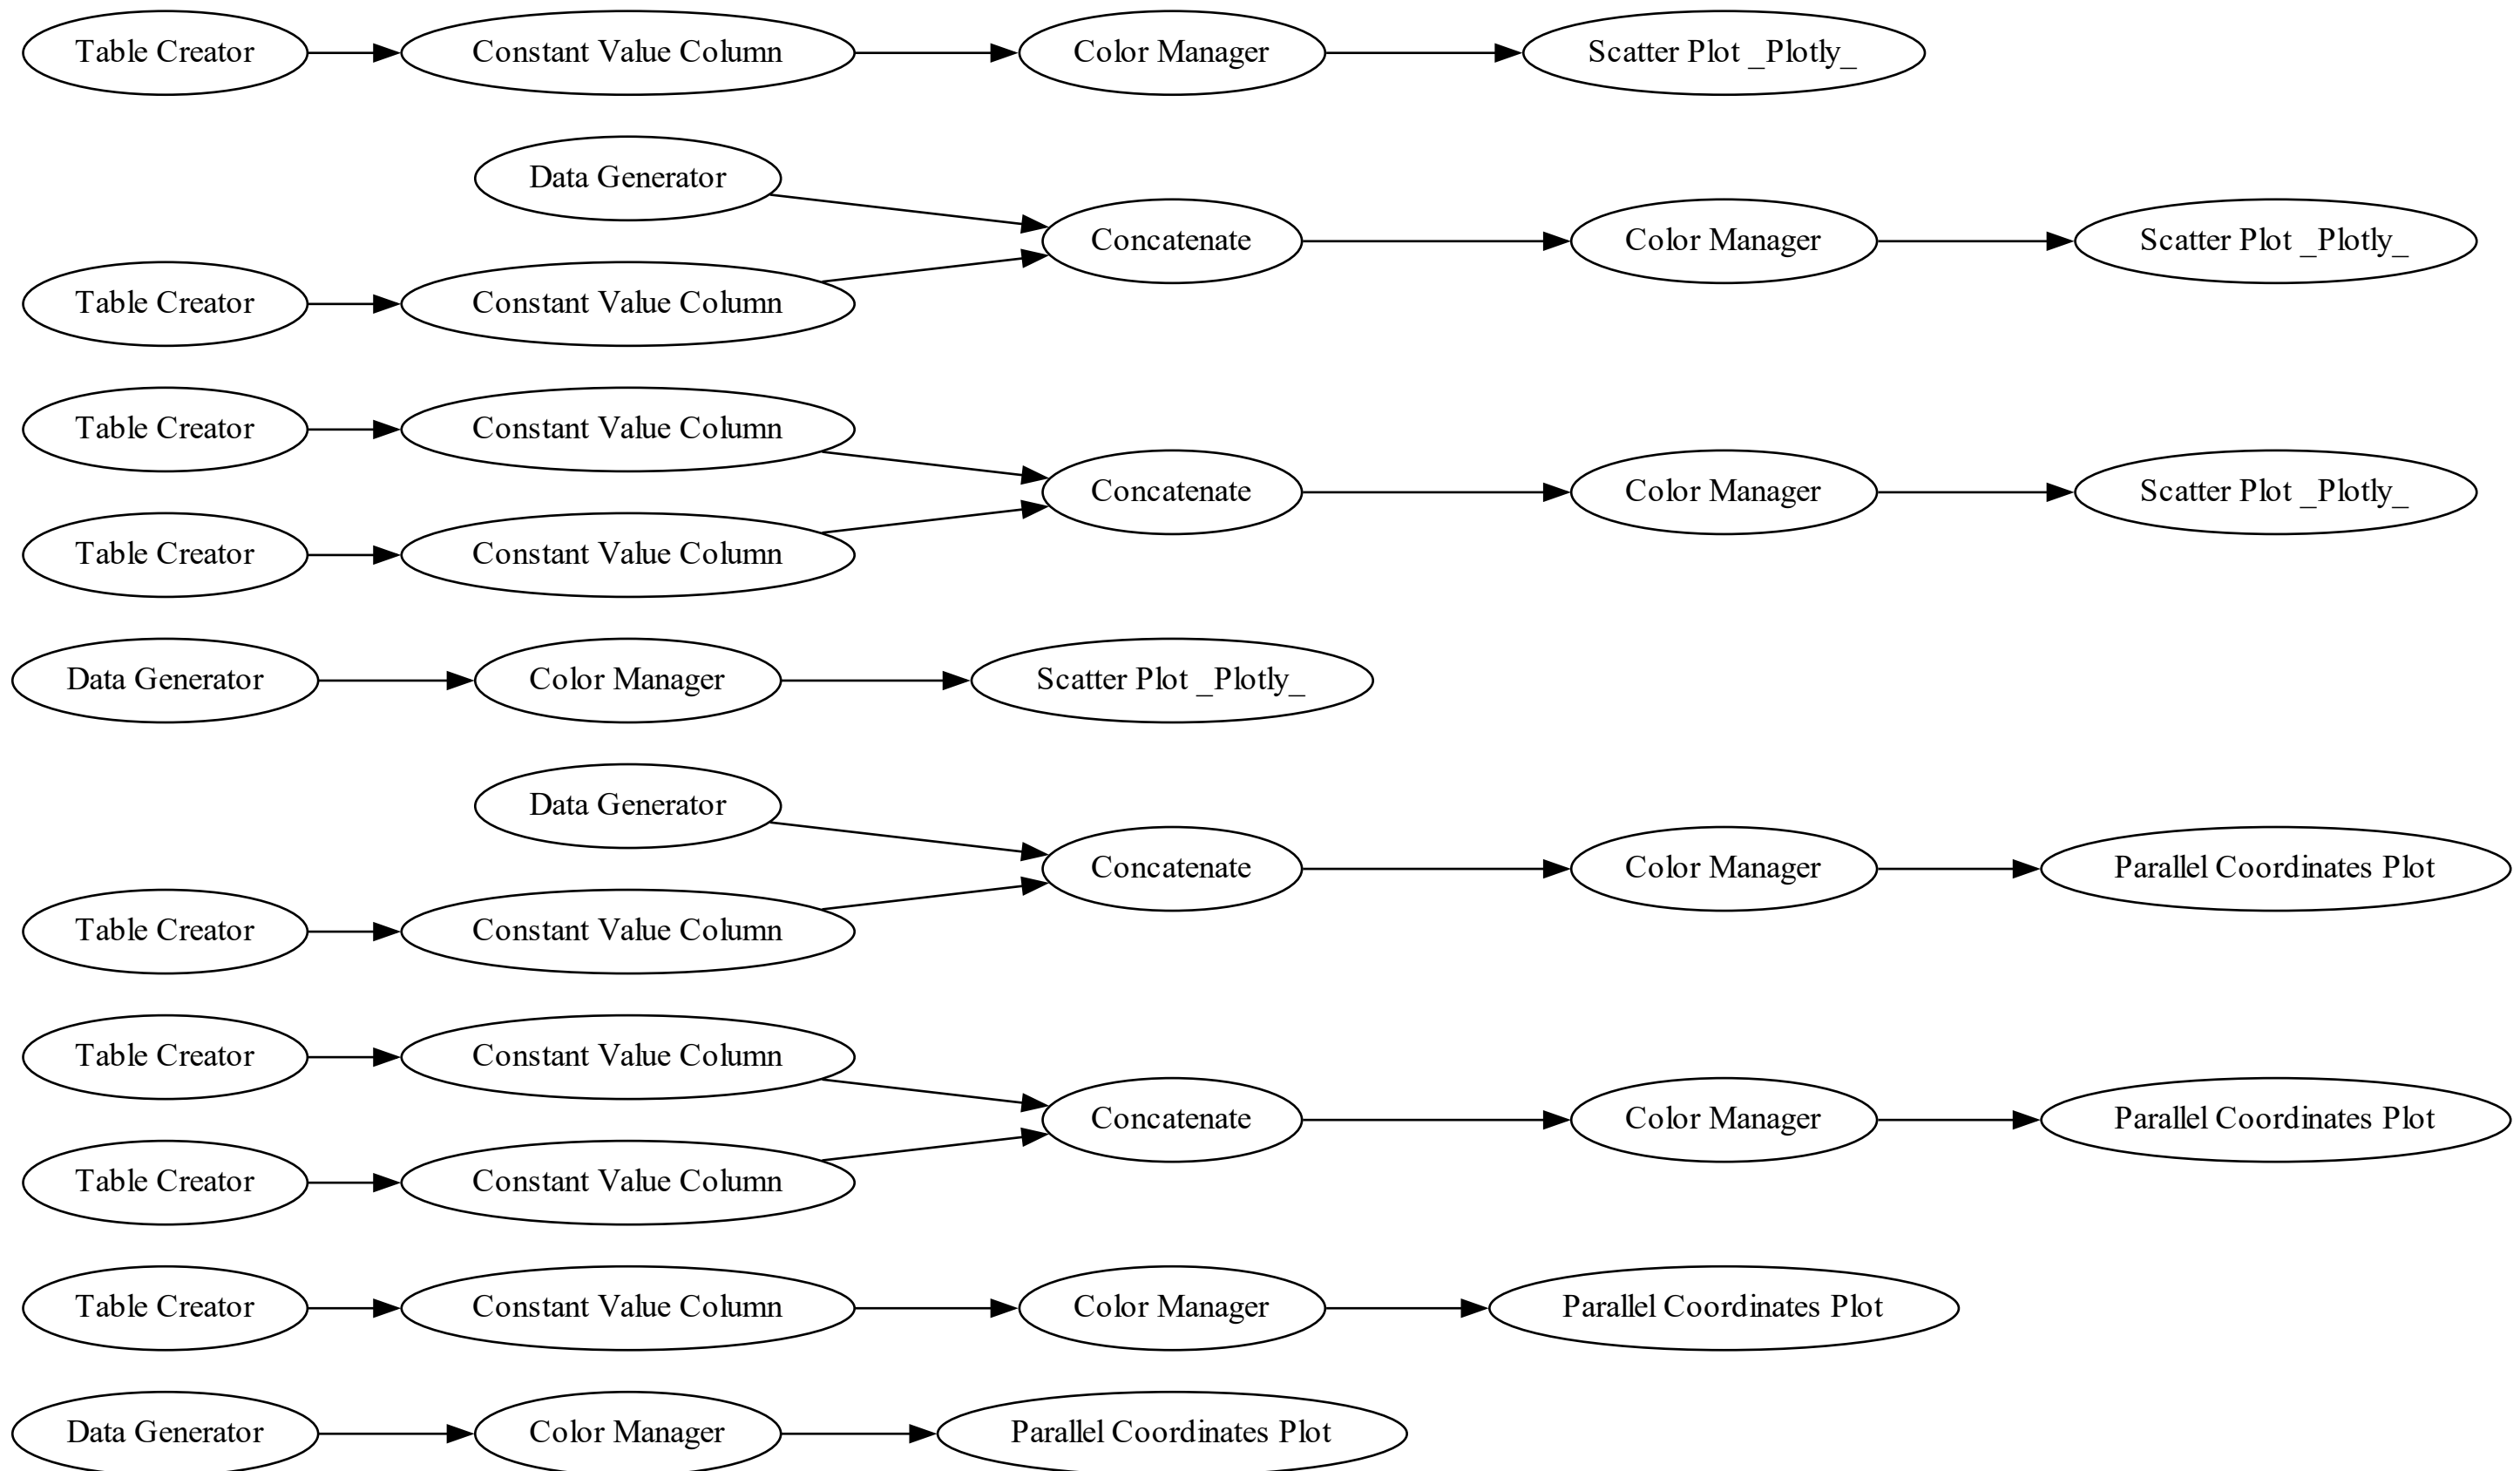 Table Creator
Constant Value Column
Color Manager
Scatter Plot _Plotly_
Data Generator
Concatenate
Color Manager
Scatter Plot _Plotly_
Table Creator
Constant Value Column
Table Creator
Constant Value Column
Concatenate
Color Manager
Scatter Plot _Plotly_
Table Creator
Constant Value Column
Data Generator
Color Manager
Scatter Plot _Plotly_
Data Generator
Concatenate
Color Manager
Parallel Coordinates Plot
Table Creator
Constant Value Column
Table Creator
Constant Value Column
Concatenate
Color Manager
Parallel Coordinates Plot
Table Creator
Constant Value Column
Table Creator
Constant Value Column
Color Manager
Parallel Coordinates Plot
Data Generator
Color Manager
Parallel Coordinates Plot